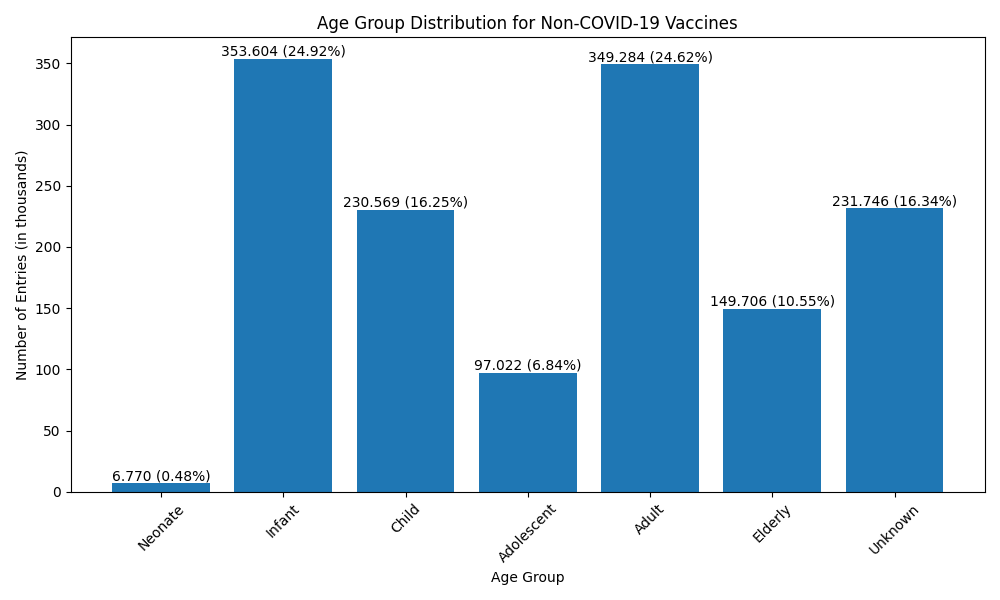 Age Group Distribution for Non-COVID-19 Vaccines
Number of Entries (in thousands)
350
300
250
200
150
100
50
0
6.770 (0.48%)
353.604 (24.92%)
230.569 (16.25%)
97.022 (6.84%)
349.284 (24.62%)
149.706 (10.55%)
231.746 (16.34%)
Neonate
Infant
Child
Adolescent
Adult
Elderly
Unknown
Age Group